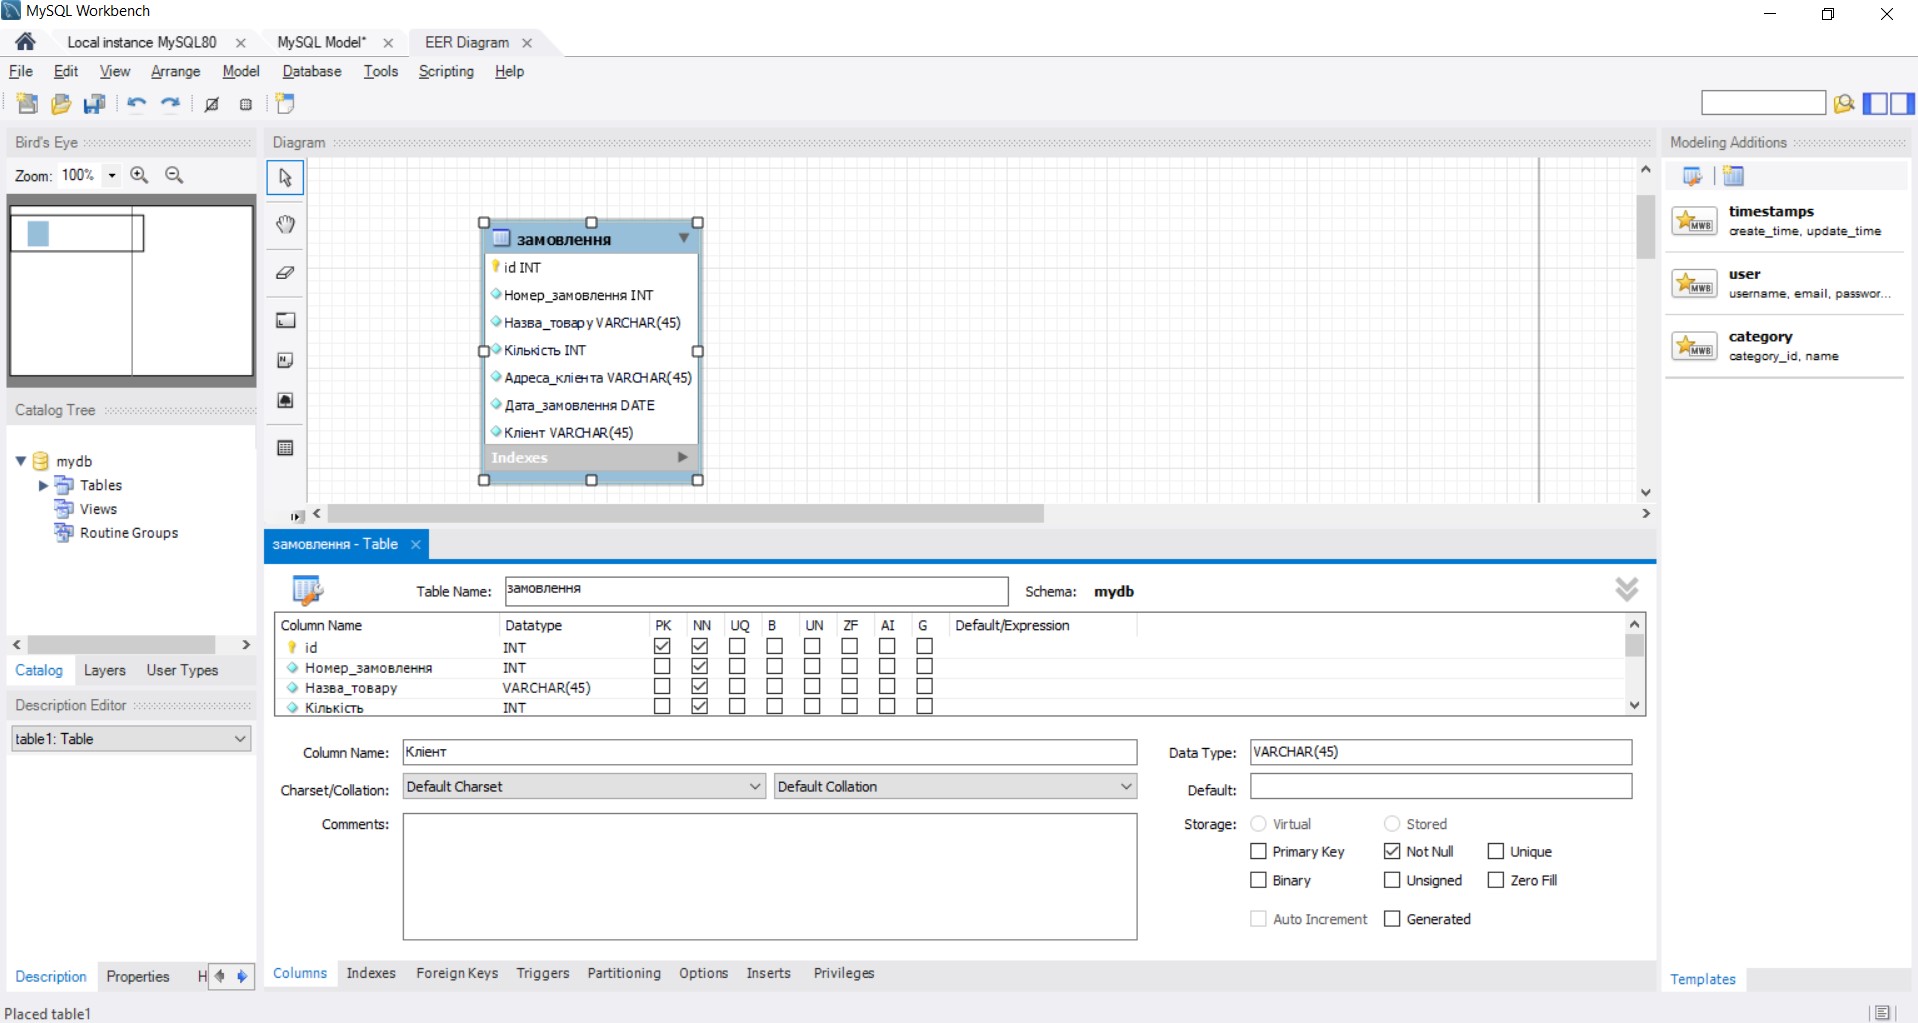 MySQL Workbench
Local instance MySQL80
MySQL Model*
EER Diagram
File Edit View Arrange Model Database Tools Scripting Help
Bird's Eye
Zoom: 100%
Diagram
замовлення
id INT
Номер_замовлення INT
Назва_товару VARCHAR(45)
Кількість INT
Адреса_клієнта VARCHAR(45)
Дата_замовлення DATE
Клієнт VARCHAR(45)
Indexes
Modeling Additions
timestamps
create_time, update_time
user
username, email, passwor...
category
category_id, name
Catalog Tree
mydb
Tables
Views
Routine Groups
Catalog Layers User Types
Description Editor
table1: Table
Description Properties H
замовлення - Table
Table Name: замовлення Schema: mydb
Column Name Datatype PK NN UQ B UN ZF AI G Default/Expression
id INT
Номер_замовлення INT
Назва_товару VARCHAR(45)
Кількість INT
Column Name: Клієнт Data Type: VARCHAR(45)
Charset/Collation: Default Charset Default Collation Default:
Comments: Storage: Virtual Stored
Primary Key Not Null Unique
Binary Unsigned Zero Fill
Auto Increment Generated
Columns Indexes Foreign Keys Triggers Partitioning Options Inserts Privileges
Templates
Placed table1